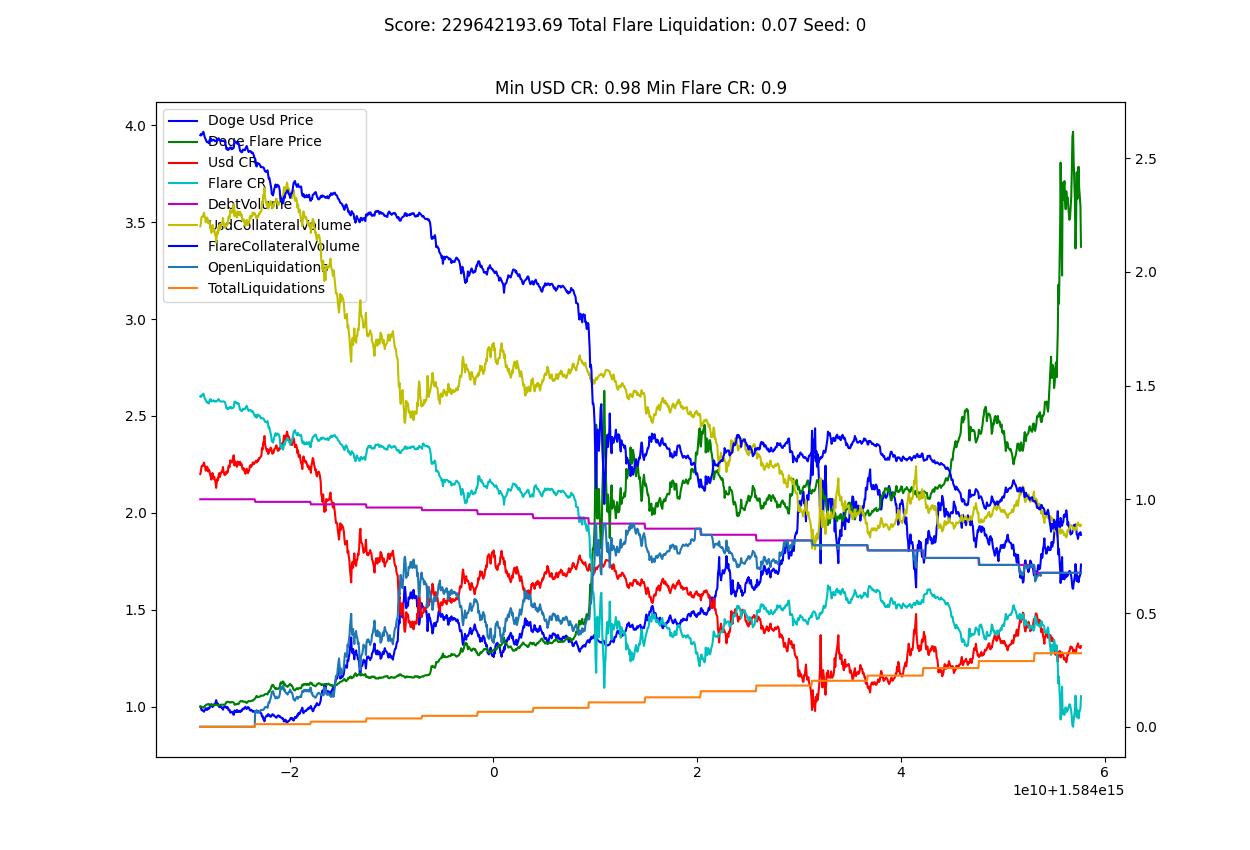 Score: 229642193.69 Total Flare Liquidation: 0.07 Seed: 0
Min USD CR: 0.98 Min Flare CR: 0.9
Doge Usd Price
Doge Flare Price
Usd CR
Flare CR
DebtVolume
UsdCollateralVolume
FlareCollateralVolume
OpenLiquidations
TotalLiquidations
4.0
3.5
3.0
2.5
2.0
1.5
1.0
2.5
2.0
1.5
1.0
0.5
0.0
−2
0
2
4
6
1e10+1.584e15